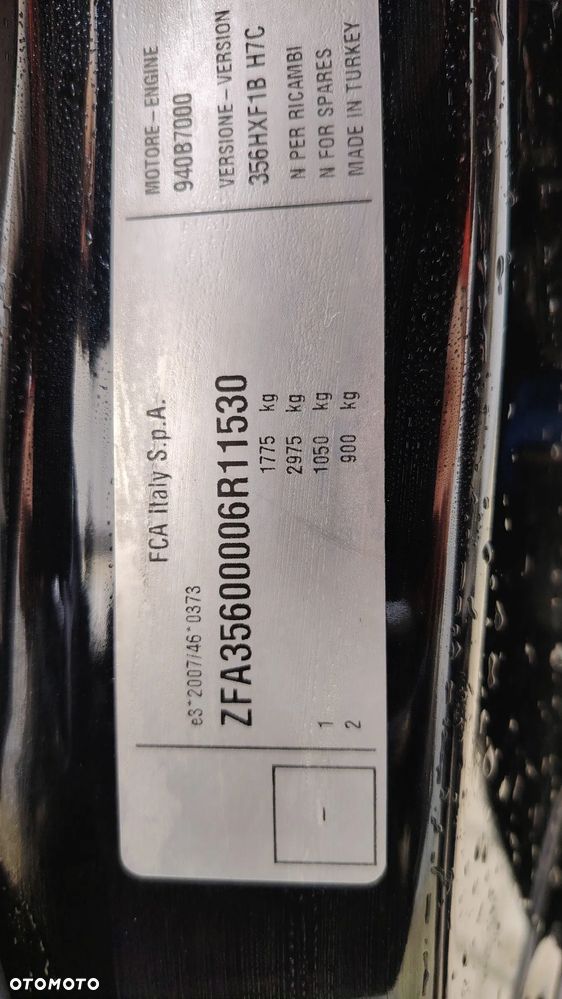 FCA Italy S.p.A.
e3*2007/46*0373
ZFA35600006R11530
1775 kg
2975 kg
1 1050 kg
2 900 kg
-
MOTORE-ENGINE
940B7000
VERSIONE-VERSION
356HXF1B H7C
N PER RICAMBI
N FOR SPARES
MADE IN TURKEY
OTOMOTO